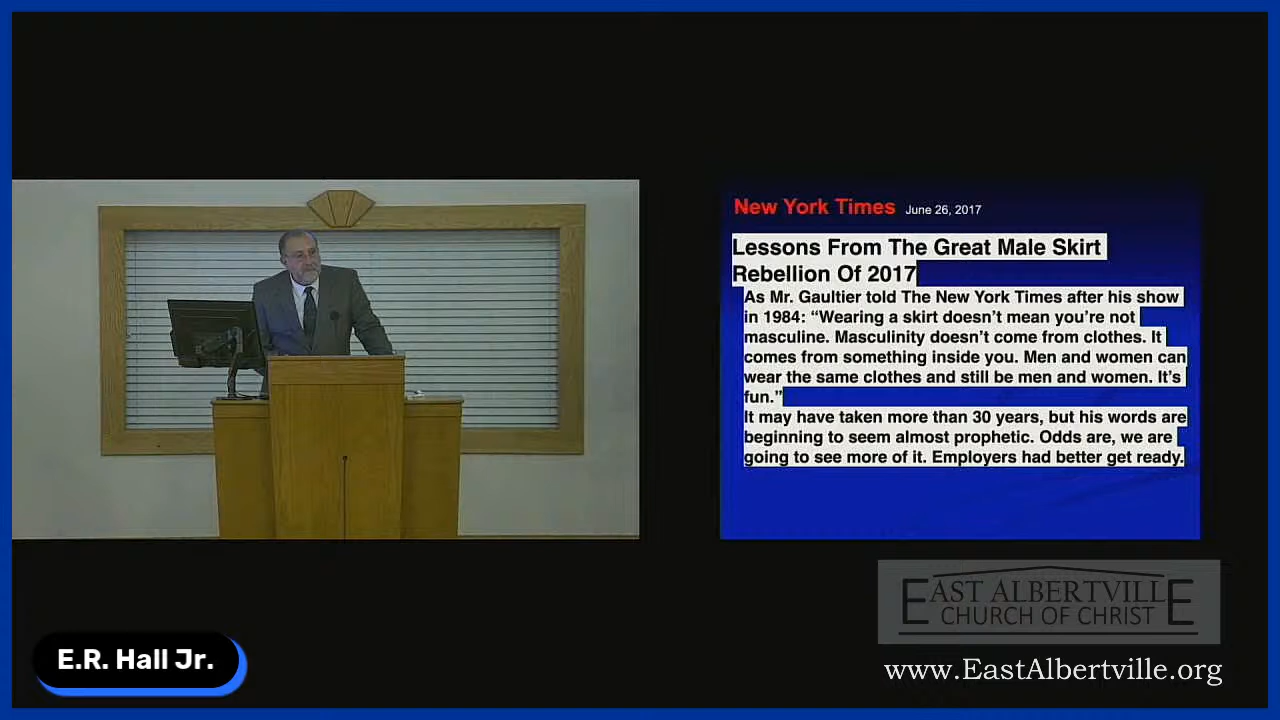 New York Times June 26, 2017
Lessons From The Great Male Skirt
Rebellion Of 2017
As Mr. Gaultier told The New York Times after his show
in 1984: “Wearing a skirt doesn’t mean you’re not
masculine. Masculinity doesn’t come from clothes. It
comes from something inside you. Men and women can
wear the same clothes and still be men and women. It’s
fun.”
It may have taken more than 30 years, but his words are
beginning to seem almost prophetic. Odds are, we are
going to see more of it. Employers had better get ready.
EAST ALBERTVILLE
CHURCH OF CHRIST
www.EastAlbertville.org
E.R. Hall Jr.